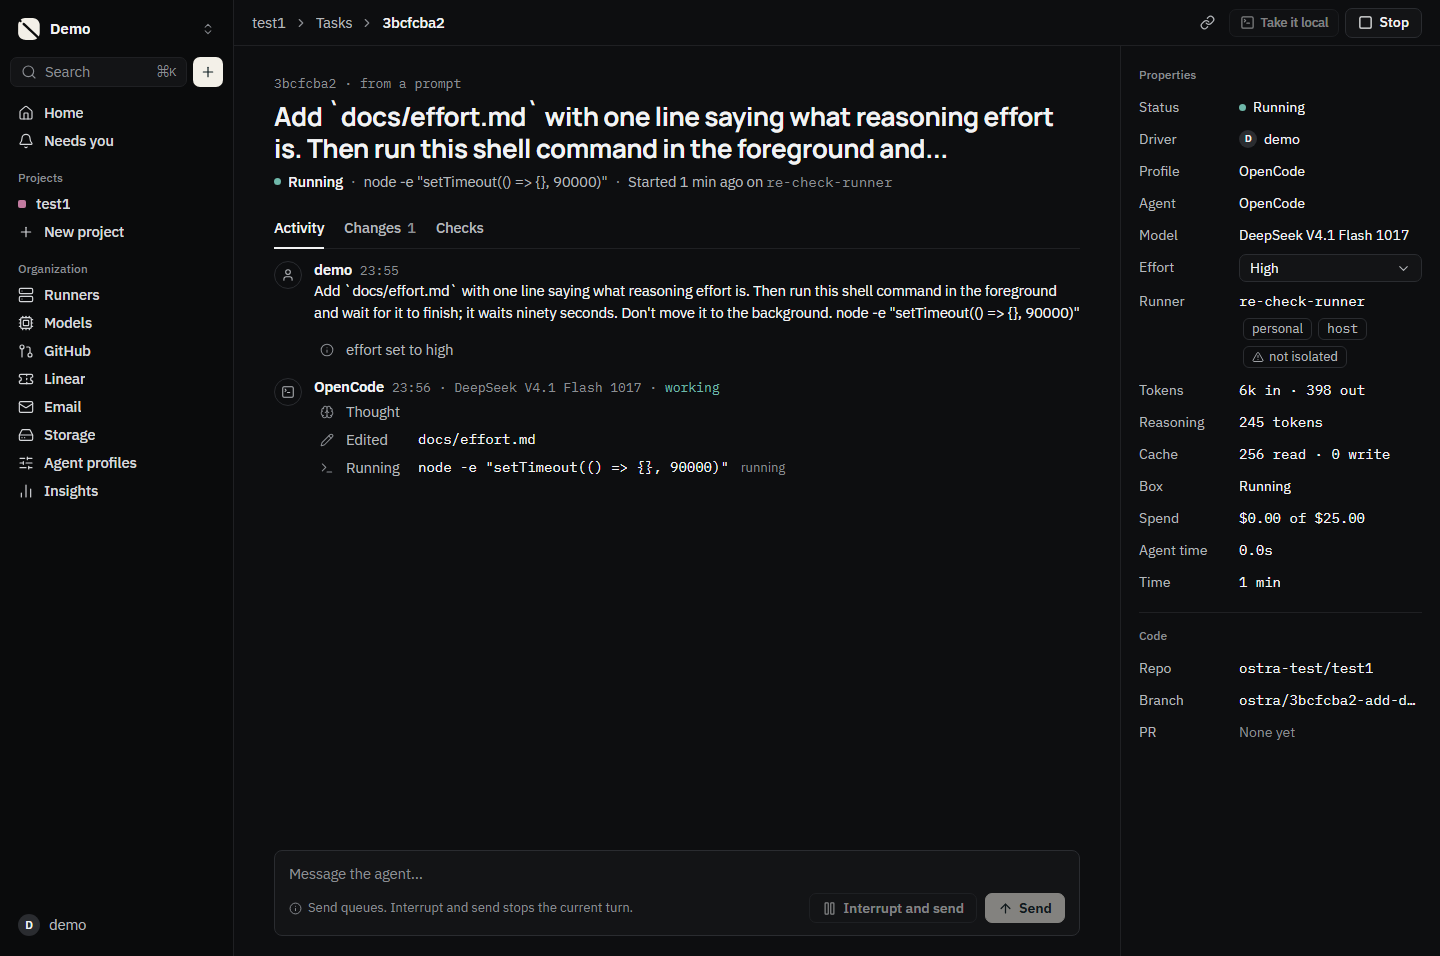 Demo
Search ⌘K
Home
Needs you
Projects
test1
New project
Organization
Runners
Models
GitHub
Linear
Email
Storage
Agent profiles
Insights
D demo
test1 > Tasks > 3bcfcba2
Take it local
Stop
3bcfcba2 · from a prompt
Add `docs/effort.md` with one line saying what reasoning effort
is. Then run this shell command in the foreground and...
Running · node -e "setTimeout(() => {}, 90000)" · Started 1 min ago on re-check-runner
Activity Changes 1 Checks
demo 23:55
Add `docs/effort.md` with one line saying what reasoning effort is. Then run this shell command in the foreground
and wait for it to finish; it waits ninety seconds. Don't move it to the background. node -e "setTimeout(() => {}, 90000)"
effort set to high
OpenCode 23:56 · DeepSeek V4.1 Flash 1017 · working
Thought
Edited docs/effort.md
Running node -e "setTimeout(() => {}, 90000)" running
Message the agent...
Send queues. Interrupt and send stops the current turn.
Interrupt and send
Send
Properties
Status Running
Driver D demo
Profile OpenCode
Agent OpenCode
Model DeepSeek V4.1 Flash 1017
Effort High
Runner re-check-runner
personal host
not isolated
Tokens 6k in · 398 out
Reasoning 245 tokens
Cache 256 read · 0 write
Box Running
Spend $0.00 of $25.00
Agent time 0.0s
Time 1 min
Code
Repo ostra-test/test1
Branch ostra/3bcfcba2-add-d…
PR None yet